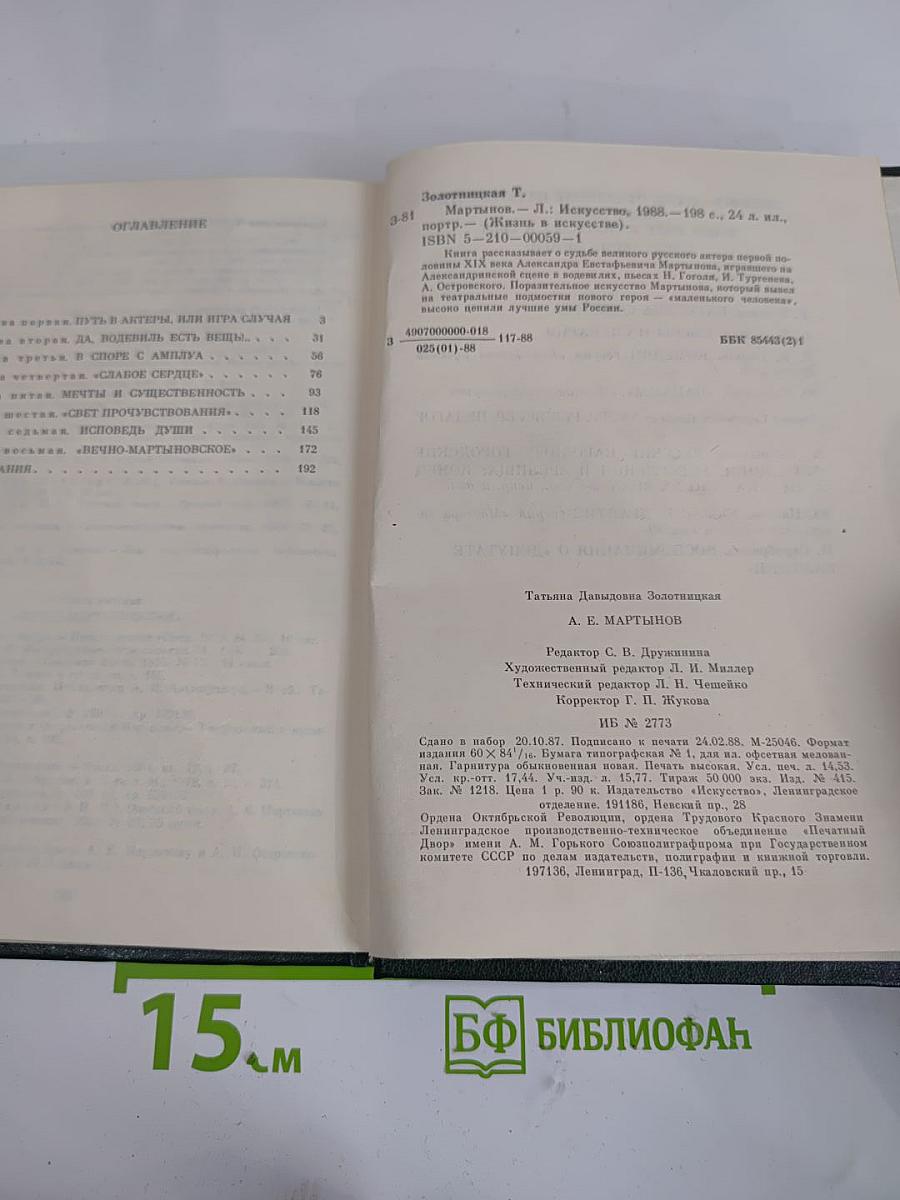 ОГЛАВЛЕНИЕ
первая. ПУТЬ В АКТЕРЫ, ИЛИ ИГРА СЛУЧАЯ 3
вторая. ДА, ВОДЕВИЛЬ ЕСТЬ ВЕЩЬ!.. . . . 31
третья. В СПОРЕ С АМПЛУА . . . . . 56
четвертая. «СЛАБОЕ СЕРДЦЕ» . . . . . . 76
пятая. МЕЧТЫ И СУЩЕСТВЕННОСТЬ . . . 93
шестая. «СВЕТ ПРОЧУВСТВОВАНИЯ» . . . . 118
седьмая. ИСПОВЕДЬ ДУШИ . . . . . . 145
восьмая. «ВЕЧНО-МАРТЫНОВСКОЕ» . . . 172
АНИЯ . . . . . . . . . . . . . . . 192
Золотницкая Т.
З-81 Мартынов.— Л.: Искусство, 1988.— 198 с., 24 л. ил.,
портр.— (Жизнь в искусстве).
ISBN 5—210—00059—1
Книга рассказывает о судьбе великого русского актера первой по-
ловины XIX века Александра Евстафьевича Мартынова, игравшего на
Александринской сцене в водевилях, пьесах Н. Гоголя, И. Тургенева,
А. Островского. Поразительное искусство Мартынова, который вывел
на театральные подмостки нового героя — «маленького человека»,
высоко ценили лучшие умы России.
З 4907000000-018 117-88 ББК 85443(2)1
025(01)-88
Татьяна Давыдовна Золотницкая
А. Е. МАРТЫНОВ
Редактор С. В. Дружинина
Художественный редактор Л. И. Миллер
Технический редактор Л. Н. Чешейко
Корректор Г. П. Жукова
ИБ № 2773
Сдано в набор 20.10.87. Подписано к печати 24.02.88. М-25046. Формат
издания 60×84¹/₁₆. Бумага типографская № 1, для ил. офсетная мелован-
ная. Гарнитура обыкновенная новая. Печать высокая. Усл. печ. л. 14,53.
Усл. кр.-отт. 17,44. Уч.-изд. л. 15,77. Тираж 50 000 экз. Изд. № 415.
Зак. № 1218. Цена 1 р. 90 к. Издательство «Искусство», Ленинградское
отделение. 191186, Невский пр., 28
Ордена Октябрьской Революции, ордена Трудового Красного Знамени
Ленинградское производственно-техническое объединение «Печатный
Двор» имени А. М. Горького Союзполиграфпрома при Государственном
комитете СССР по делам издательств, полиграфии и книжной торговли.
197136, Ленинград, П-136, Чкаловский пр., 15
15 см
БФ БИБЛИОФАН